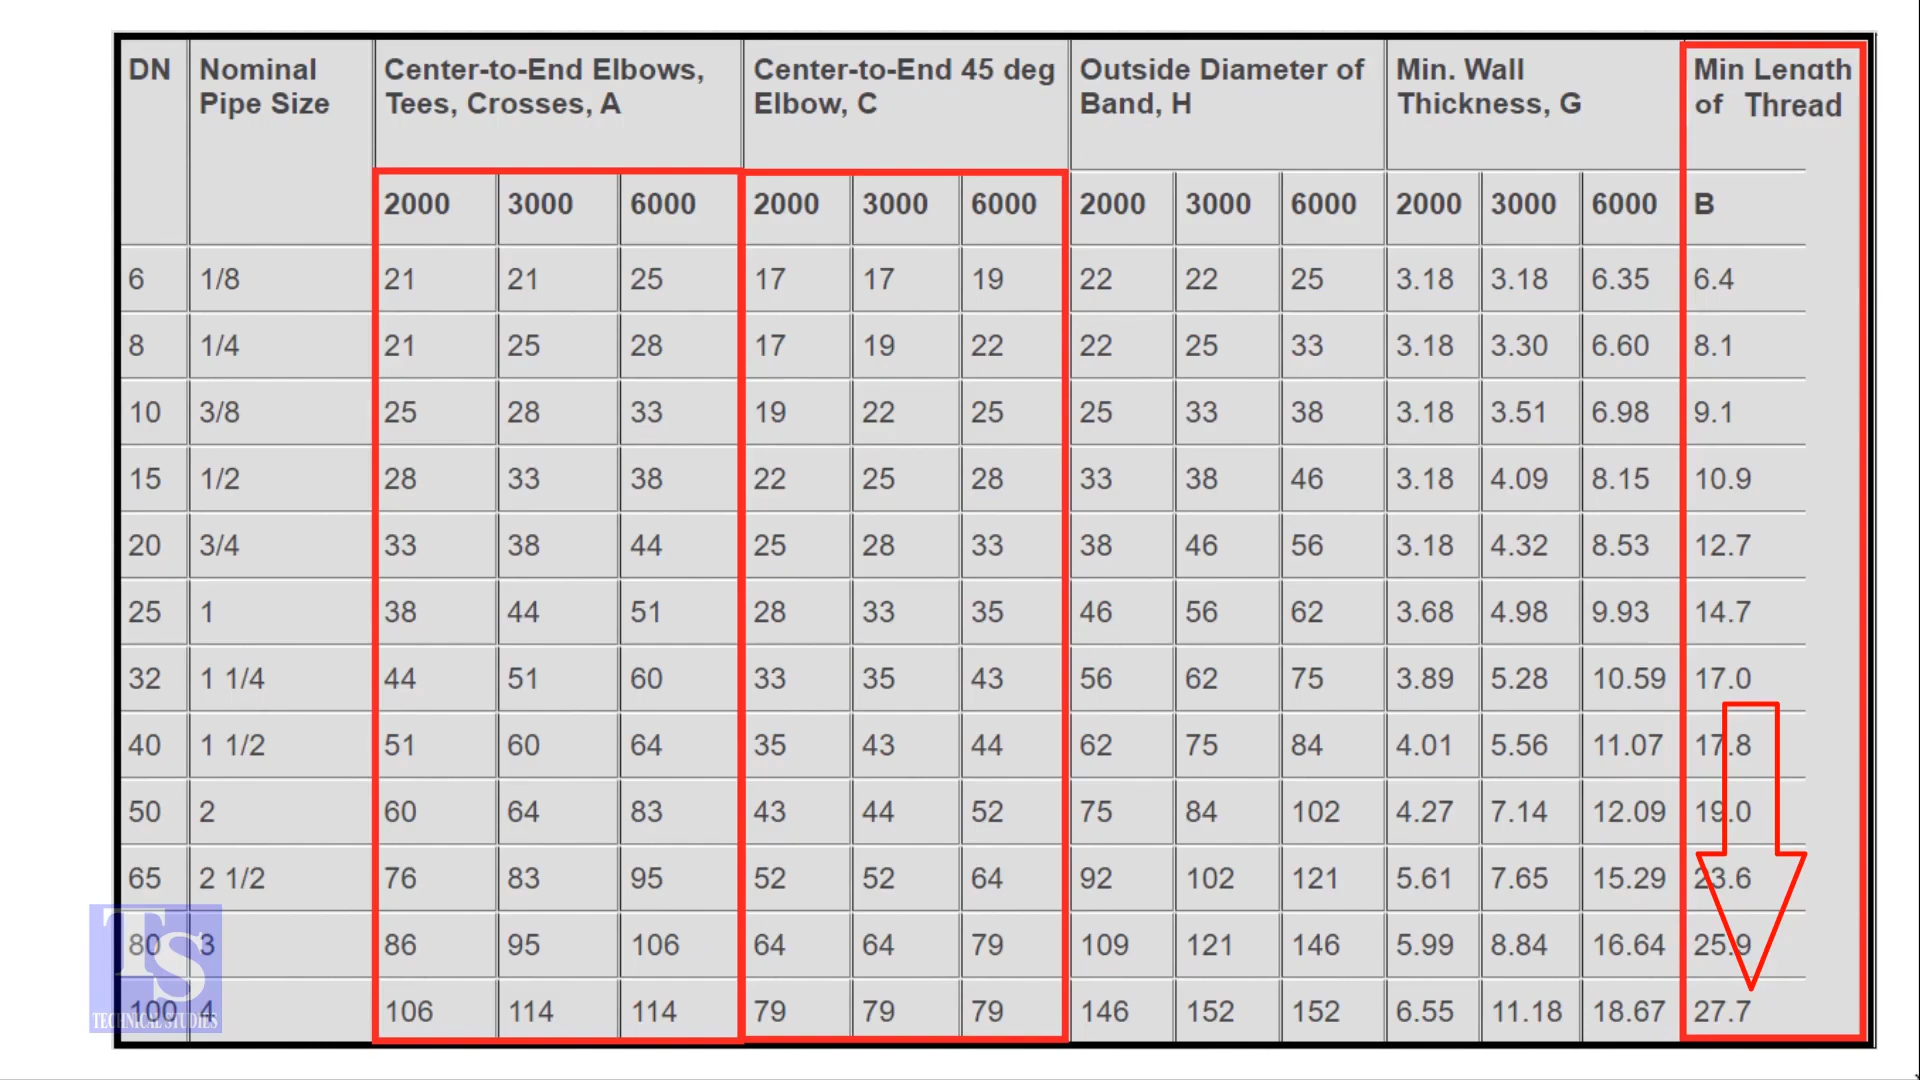 DN Nominal Pipe Size Center-to-End Elbows, Tees, Crosses, A Center-to-End 45 deg Elbow, C Outside Diameter of Band, H Min. Wall Thickness, G Min Length of Thread
2000 3000 6000 2000 3000 6000 2000 3000 6000 2000 3000 6000 B
6 1/8 21 21 25 17 17 19 22 22 25 3.18 3.18 6.35 6.4
8 1/4 21 25 28 17 19 22 22 25 33 3.18 3.30 6.60 8.1
10 3/8 25 28 33 19 22 25 25 33 38 3.18 3.51 6.98 9.1
15 1/2 28 33 38 22 25 28 33 38 46 3.18 4.09 8.15 10.9
20 3/4 33 38 44 25 28 33 38 46 56 3.18 4.32 8.53 12.7
25 1 38 44 51 28 33 35 46 56 62 3.68 4.98 9.93 14.7
32 1 1/4 44 51 60 33 35 43 56 62 75 3.89 5.28 10.59 17.0
40 1 1/2 51 60 64 35 43 44 62 75 84 4.01 5.56 11.07 17.8
50 2 60 64 83 43 44 52 75 84 102 4.27 7.14 12.09 19.0
65 2 1/2 76 83 95 52 52 64 92 102 121 5.61 7.65 15.29 23.6
80 3 86 95 106 64 64 79 109 121 146 5.99 8.84 16.64 25.9
100 4 106 114 114 79 79 79 146 152 152 6.55 11.18 18.67 27.7
TS
TECHNICAL STUDIES